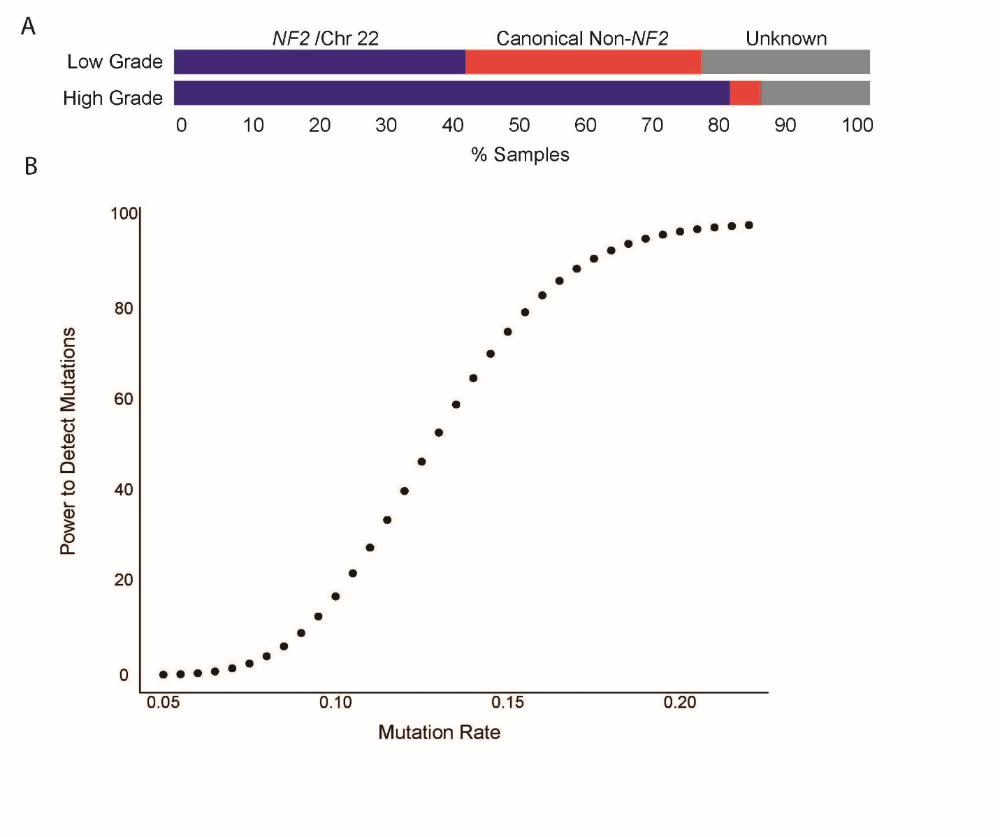 A
NF2 /Chr 22 Canonical Non-NF2 Unknown
Low Grade
High Grade
0 10 20 30 40 50 60 70 80 90 100
% Samples
B
100
80
60
40
20
0
Power to Detect Mutations
0.05 0.10 0.15 0.20
Mutation Rate